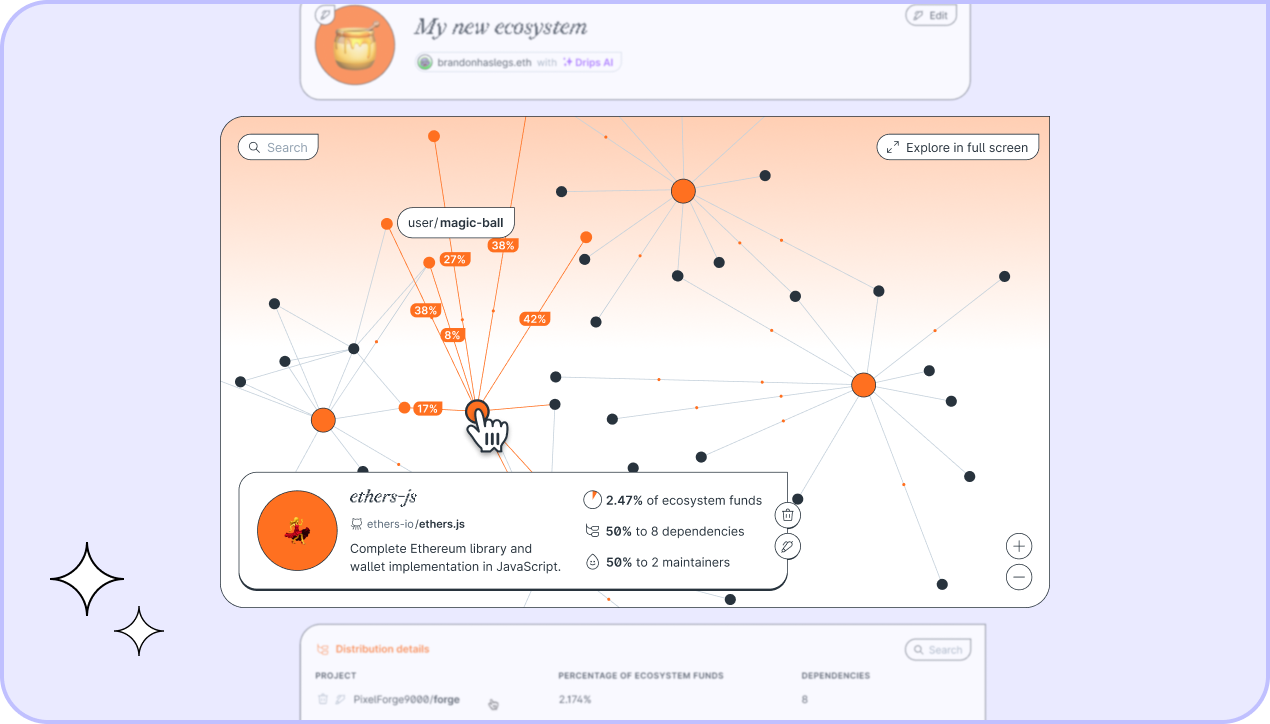 My new ecosystem
Edit
brandonhaslegs.eth with Drips AI
Search
Explore in full screen
user/magic-ball
38%
27%
38%
42%
8%
17%
ethers-js
ethers-io/ethers.js
Complete Ethereum library and
wallet implementation in JavaScript.
2.47% of ecosystem funds
50% to 8 dependencies
50% to 2 maintainers
Distribution details
Search
PROJECT PERCENTAGE OF ECOSYSTEM FUNDS DEPENDENCIES
PixelForge9000/forge 2.174% 8